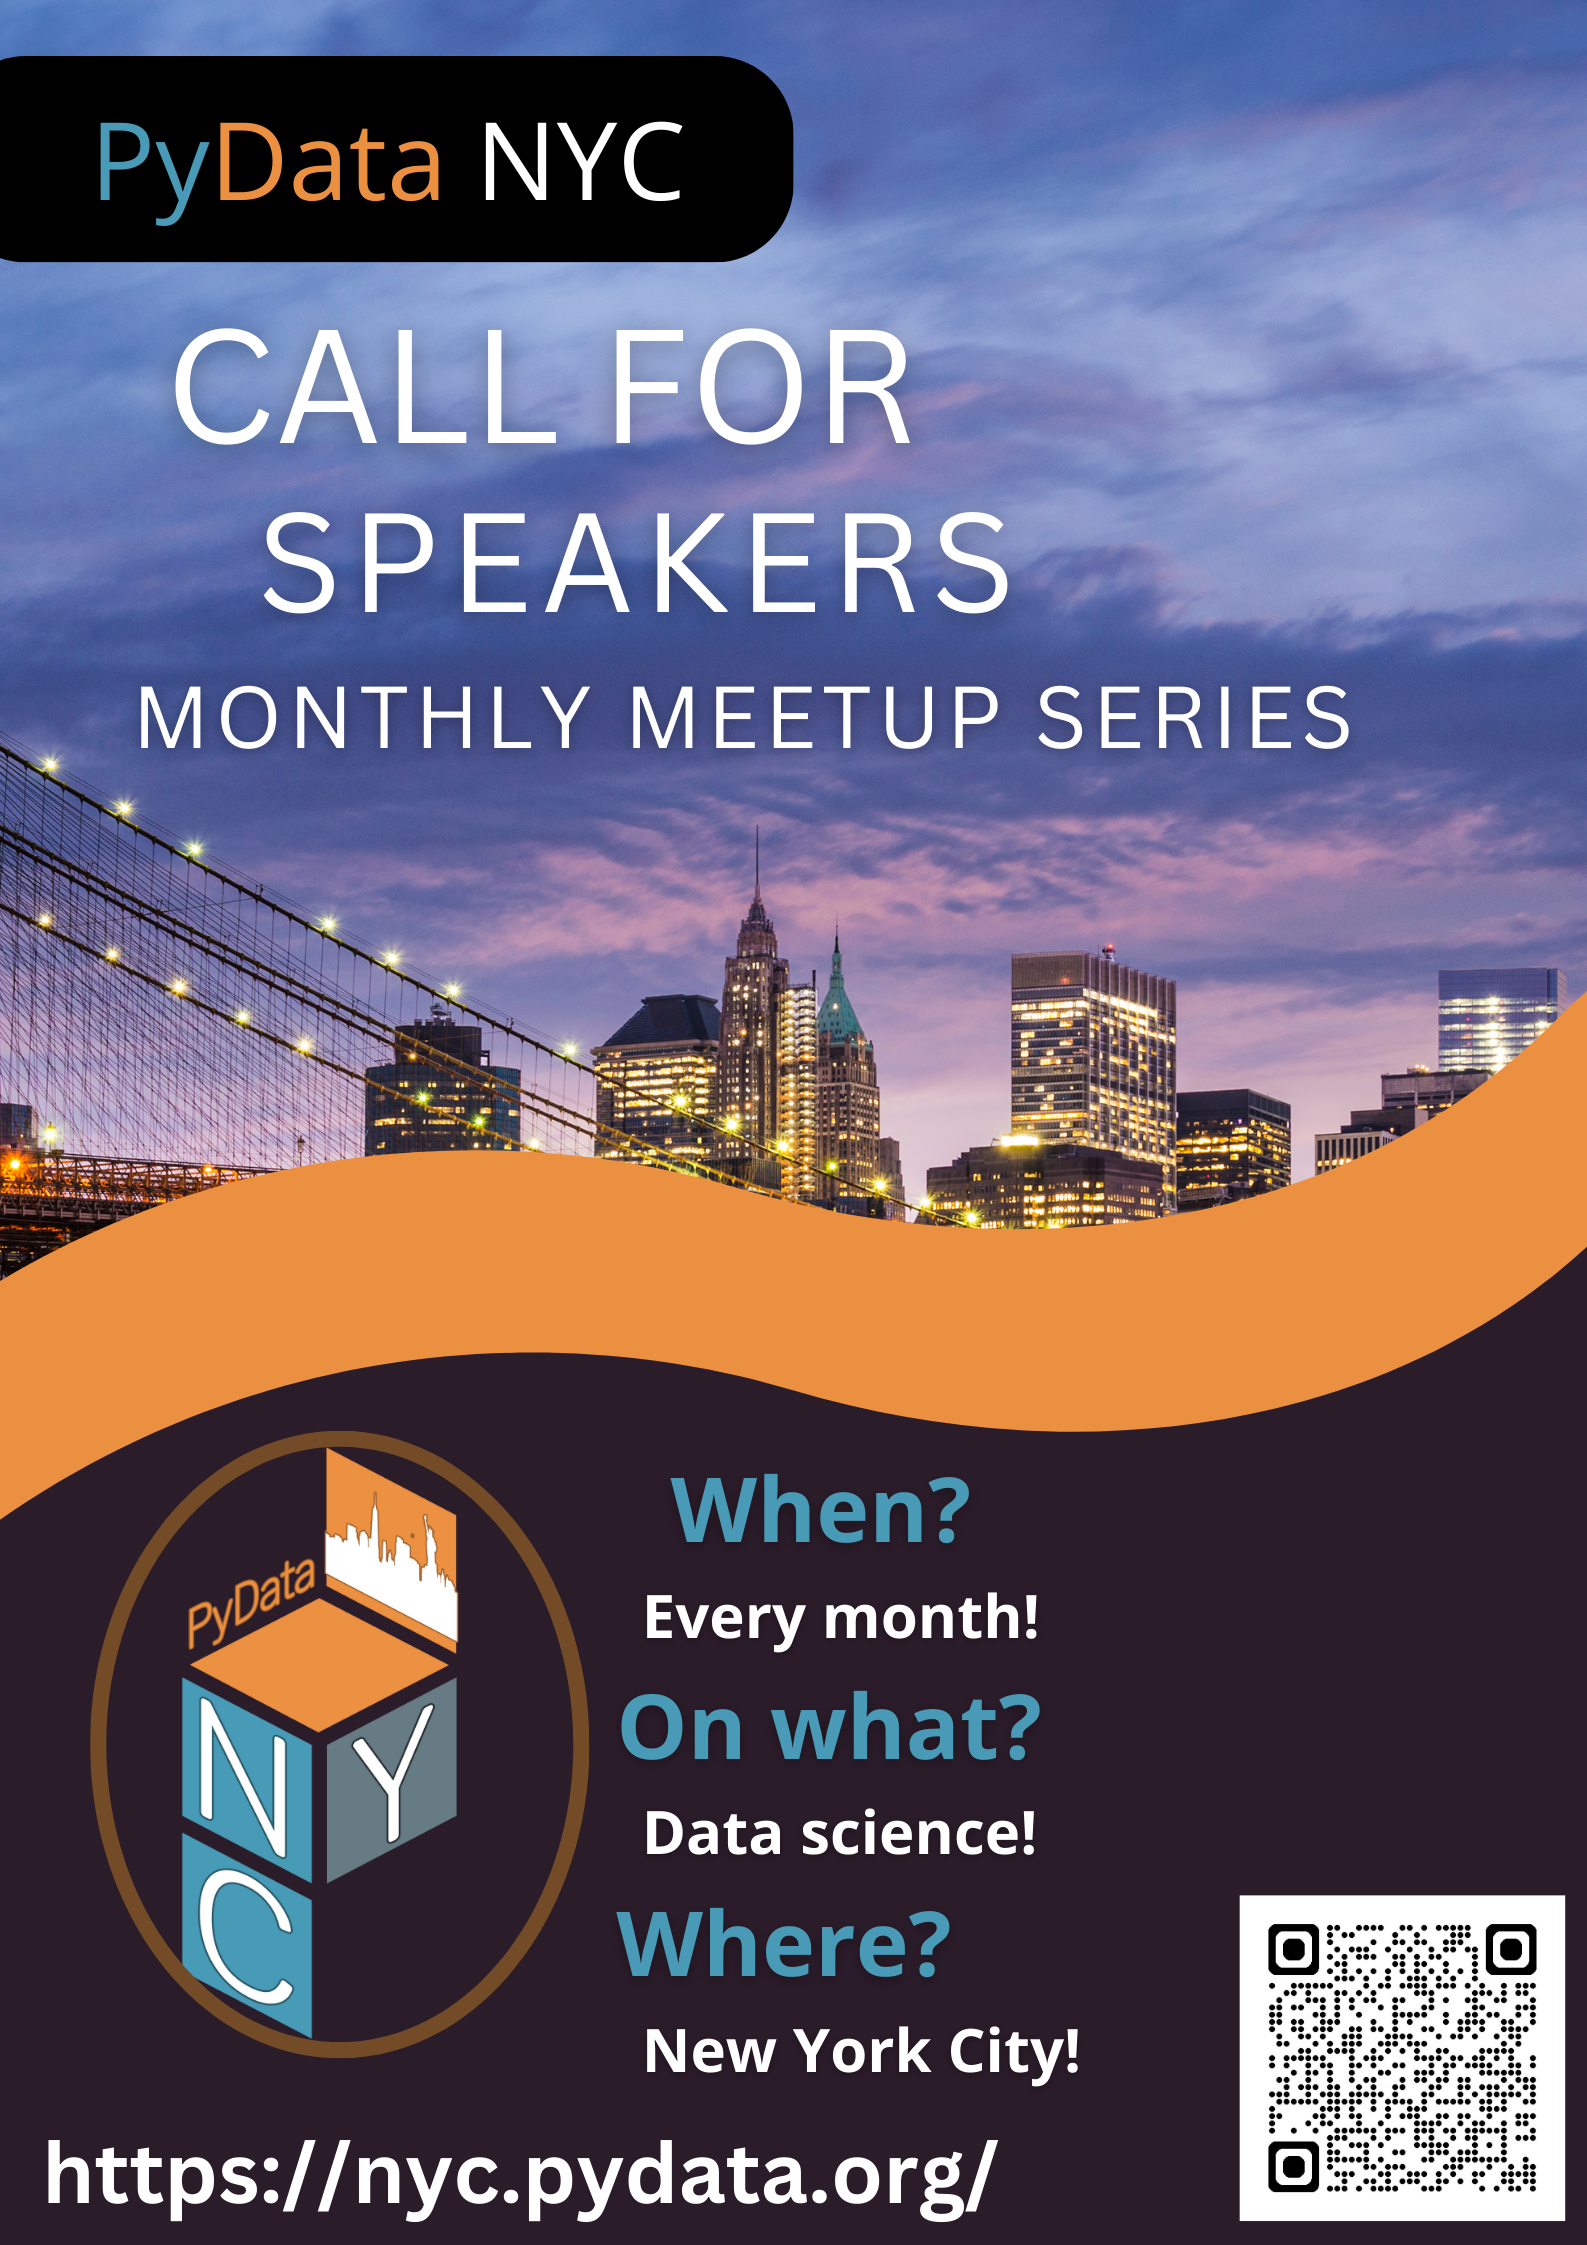 PyData NYC
CALL FOR
SPEAKERS
MONTHLY MEETUP SERIES
PyData
N Y
C
When?
Every month!
On what?
Data science!
Where?
New York City!
https://nyc.pydata.org/